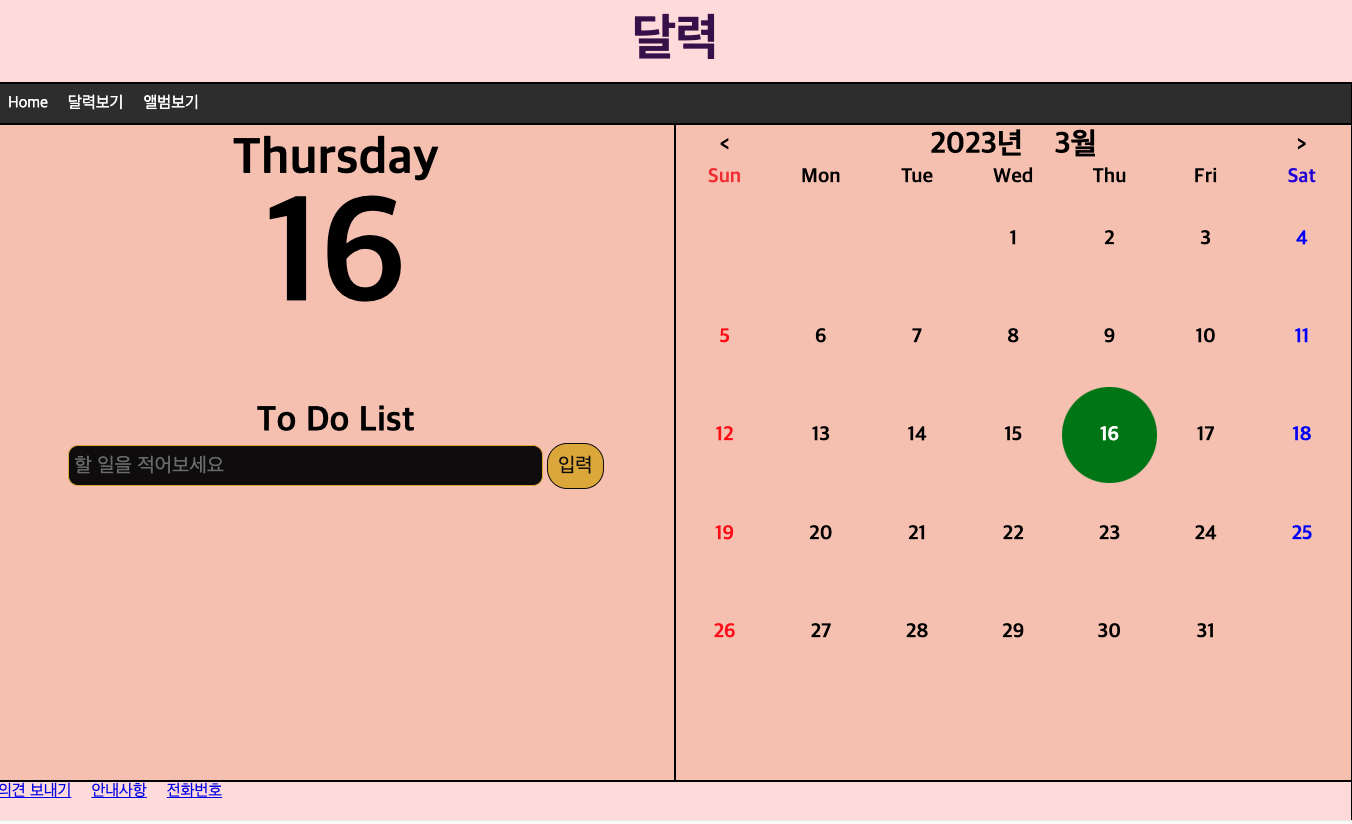 달력
Home 달력보기 앨범보기
Thursday
16
To Do List
할 일을 적어보세요 입력
< 2023년 3월 >
Sun Mon Tue Wed Thu Fri Sat
1 2 3 4
5 6 7 8 9 10 11
12 13 14 15 16 17 18
19 20 21 22 23 24 25
26 27 28 29 30 31
의견 보내기 안내사항 전화번호